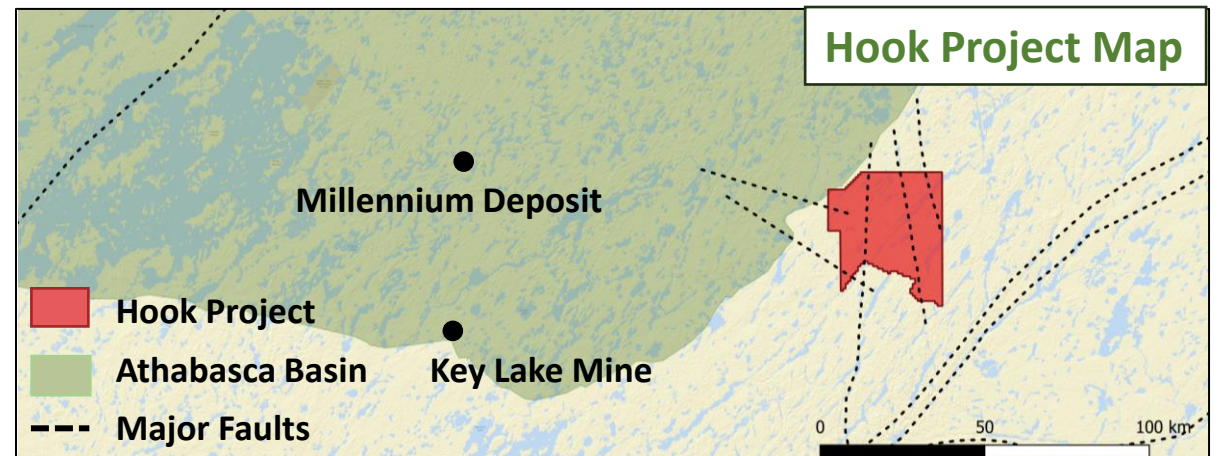 Hook Project Map
Millennium Deposit
Hook Project
Athabasca Basin
Key Lake Mine
Major Faults
0 50 100 km